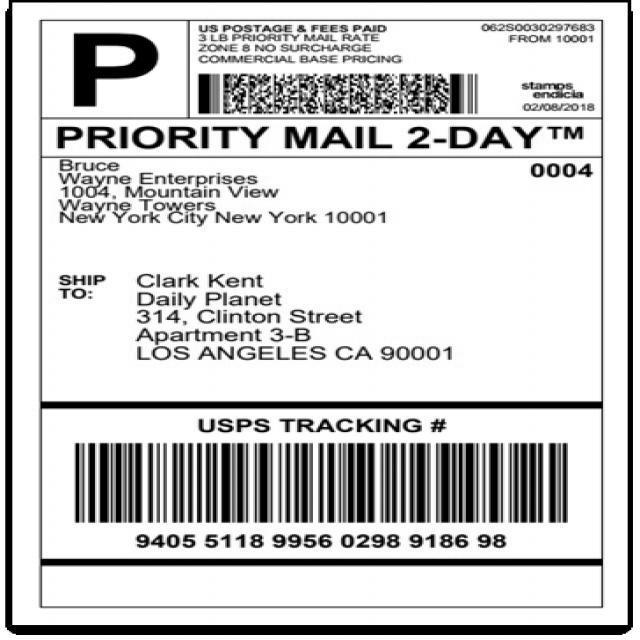 P
US POSTAGE & FEES PAID
3 LB PRIORITY MAIL RATE
ZONE 8 NO SURCHARGE
COMMERCIAL BASE PRICING
062S0030297683
FROM 10001
stamps
endicia
02/08/2018
PRIORITY MAIL 2-DAY™
Bruce
Wayne Enterprises
1004, Mountain View
Wayne Towers
New York City New York 10001
0004
SHIP
TO:
Clark Kent
Daily Planet
314, Clinton Street
Apartment 3-B
LOS ANGELES CA 90001
USPS TRACKING #
9405 5118 9956 0298 9186 98